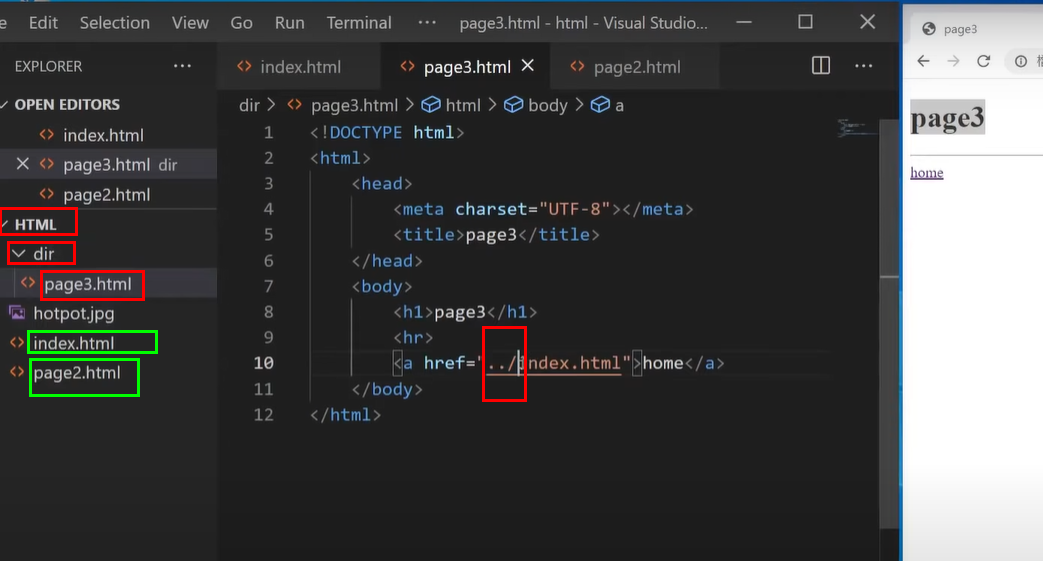 e Edit Selection View Go Run Terminal ··· page3.html - html - Visual Studio...
EXPLORER ···
OPEN EDITORS
index.html
page3.html dir
page2.html
HTML
dir
page3.html
hotpot.jpg
index.html
page2.html
index.html page3.html page2.html ···
dir > page3.html > html > body > a
1 <!DOCTYPE html>
2 <html>
3 <head>
4 <meta charset="UTF-8"></meta>
5 <title>page3</title>
6 </head>
7 <body>
8 <h1>page3</h1>
9 <hr>
10 <a href="../index.html">home</a>
11 </body>
12 </html>
page3
page3
home